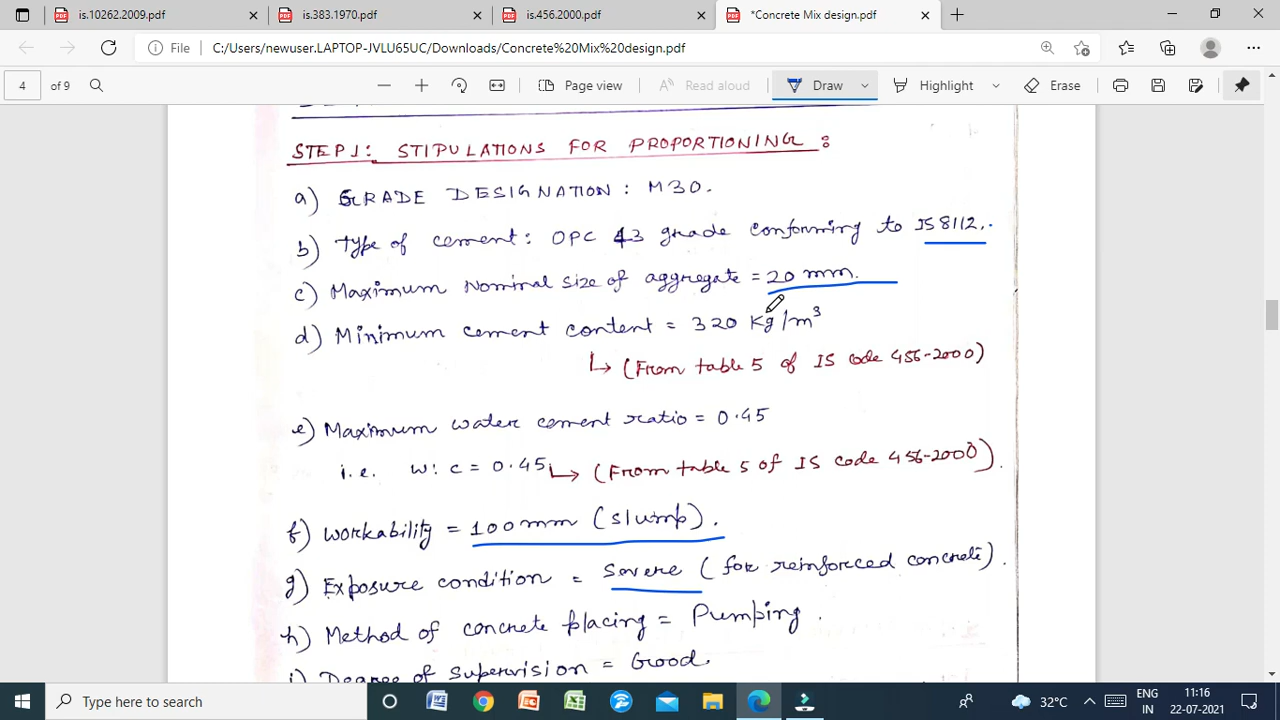 is.10262.2009.pdf
is.383.1970.pdf
is.456.2000.pdf
*Concrete Mix design.pdf
File C:/Users/newuser.LAPTOP-JVLU65UC/Downloads/Concrete%20Mix%20design.pdf
4 of 9 Page view Read aloud Draw Highlight Erase
STEP 1: STIPULATIONS FOR PROPORTIONING:
a) GRADE DESIGNATION: M30.
b) Type of cement: OPC 43 grade conforming to IS 8112.
c) Maximum Nominal size of aggregate = 20 mm.
d) Minimum cement content = 320 Kg/m³
(From table 5 of IS code 456-2000)
e) Maximum water cement ratio = 0.45
i.e. w:c = 0.45 (From table 5 of IS code 456-2000).
f) Workability = 100mm (Slump).
g) Exposure condition = Severe (for reinforced concrete).
h) Method of concrete placing = Pumping.
i) Degree of supervision = Good.
Type here to search
32°C
ENG
IN
11:16
22-07-2021